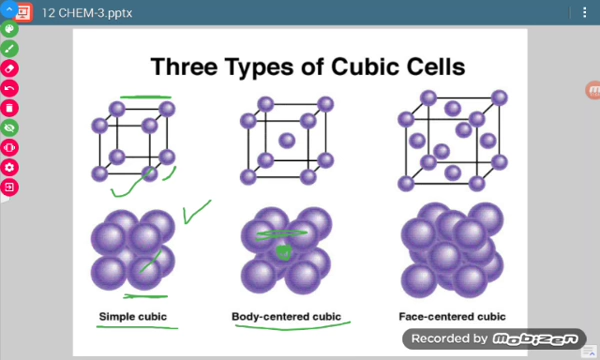 12 CHEM-3.pptx
Three Types of Cubic Cells
Simple cubic
Body-centered cubic
Face-centered cubic
Recorded by MOBIZEN